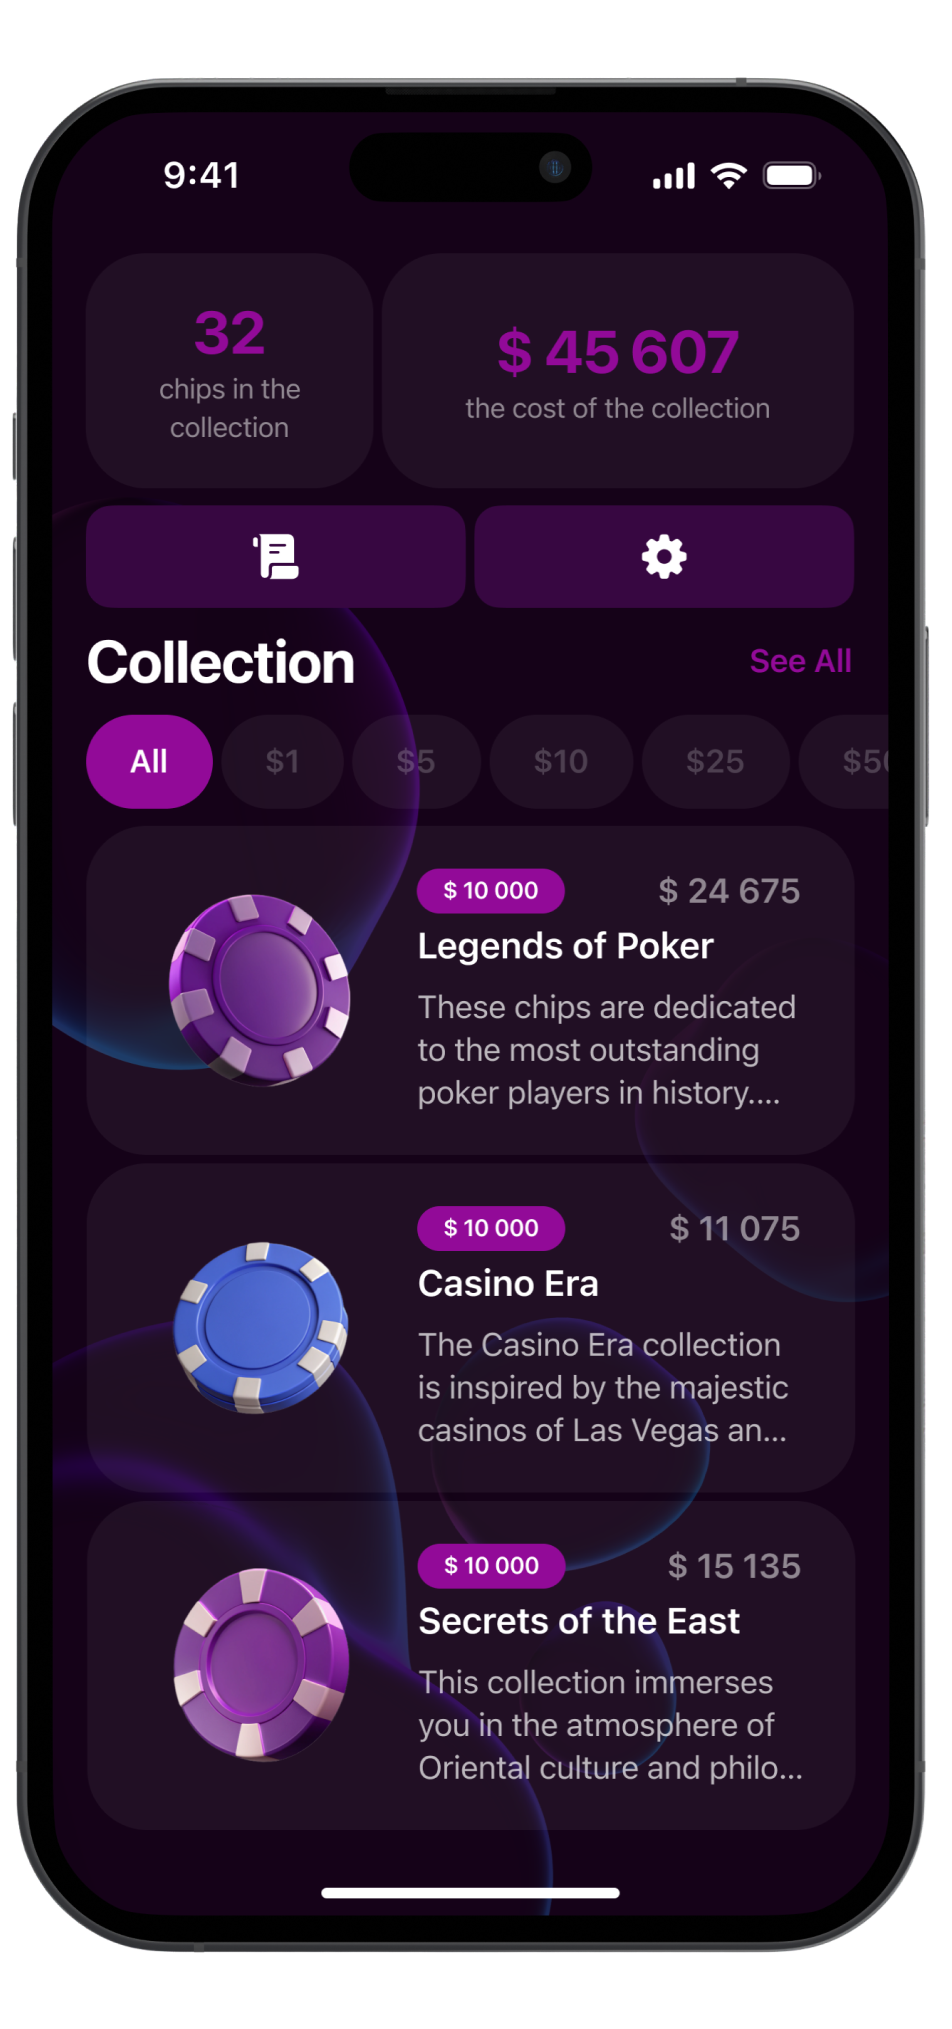 9:41
32
chips in the
collection
$ 45 607
the cost of the collection
Collection
See All
All
$1
$5
$10
$25
$ 10 000
$ 24 675
Legends of Poker
These chips are dedicated
to the most outstanding
poker players in history....
$ 10 000
$ 11 075
Casino Era
The Casino Era collection
is inspired by the majestic
casinos of Las Vegas an...
$ 10 000
$ 15 135
Secrets of the East
This collection immerses
you in the atmosphere of
Oriental culture and philo...